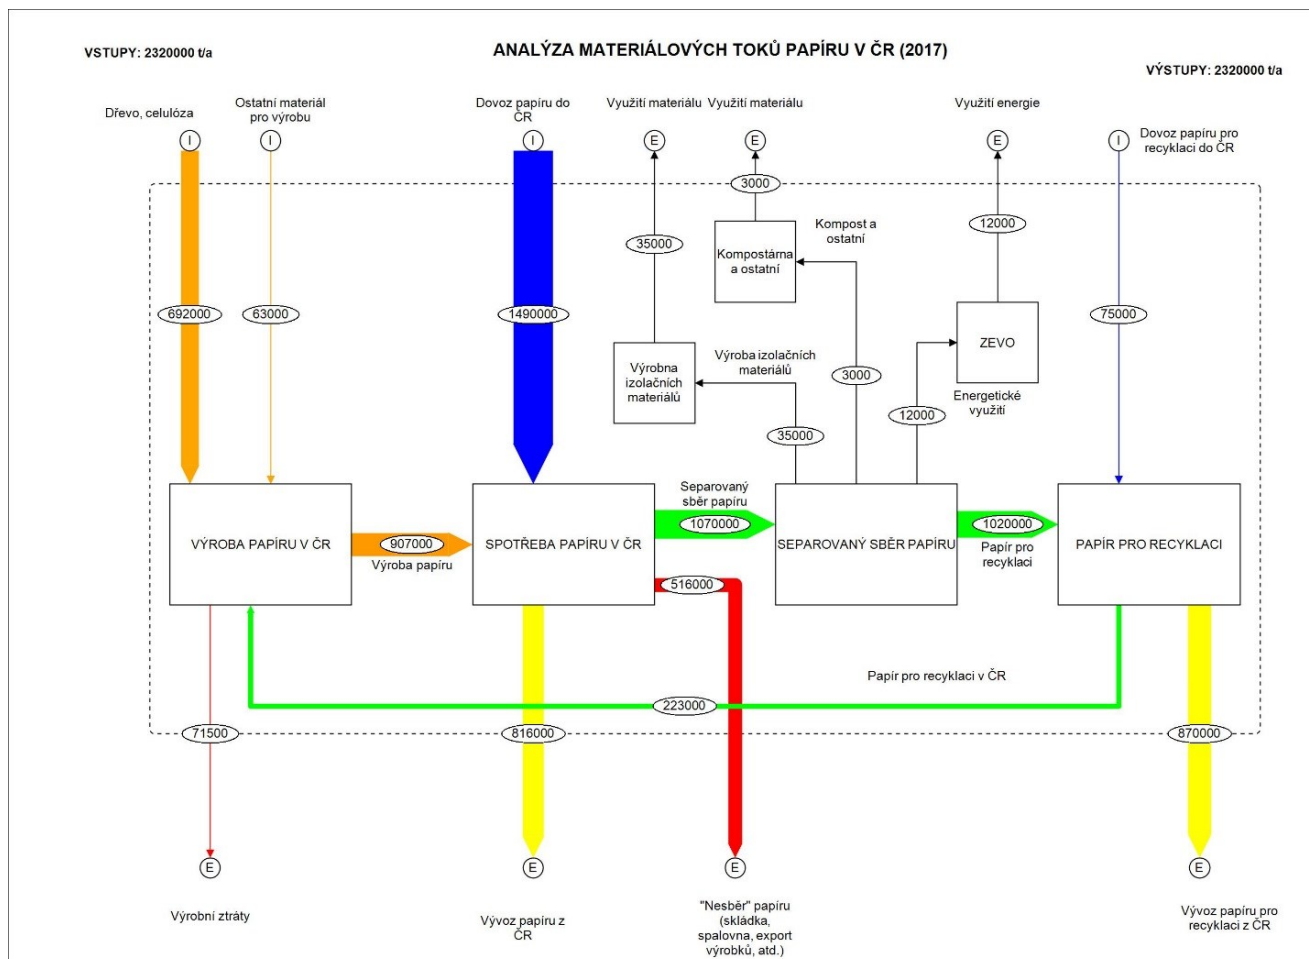 ANALÝZA MATERIÁLOVÝCH TOKŮ PAPÍRU V ČR (2017)
VSTUPY: 2320000 t/a
VÝSTUPY: 2320000 t/a
Dřevo, celulóza
Ostatní materiál
pro výrobu
Dovoz papíru do
ČR
Využití materiálu
Využití materiálu
Využití energie
Dovoz papíru pro
recyklaci do ČR
I
I
I
E
E
E
I
3000
12000
35000
Kompost a
ostatní
Kompostárna
a ostatní
692000
63000
1490000
75000
ZEVO
Výrobna
izolačních
materiálů
Výroba izolačních
materiálů
3000
Energetické
využití
12000
35000
Separovaný
sběr papíru
1070000
1020000
VÝROBA PAPÍRU V ČR
907000
Výroba papíru
SPOTŘEBA PAPÍRU V ČR
SEPAROVANÝ SBĚR PAPÍRU
Papír pro
recyklaci
PAPÍR PRO RECYKLACI
516000
Papír pro recyklaci v ČR
223000
71500
816000
870000
E
E
E
E
Výrobní ztráty
Vývoz papíru z
ČR
"Nesběr" papíru
(skládka,
spalovna, export
výrobků, atd.)
Vývoz papíru pro
recyklaci z ČR